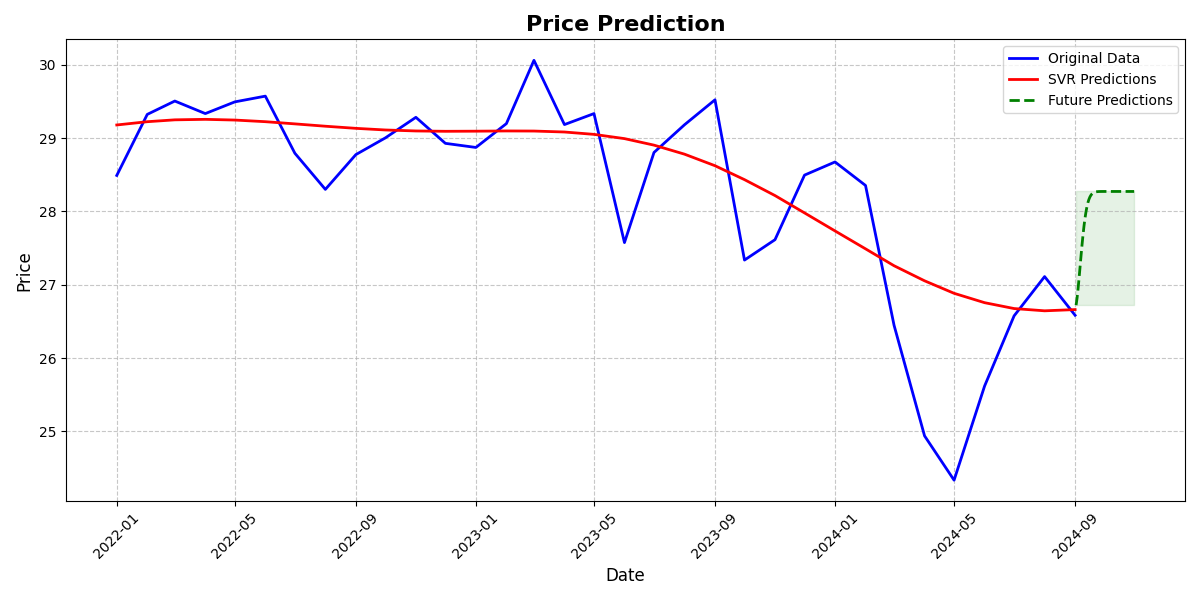 Price Prediction
Original Data
SVR Predictions
Future Predictions
Price
30
29
28
27
26
25
2022-01
2022-05
2022-09
2023-01
2023-05
2023-09
2024-01
2024-05
2024-09
Date